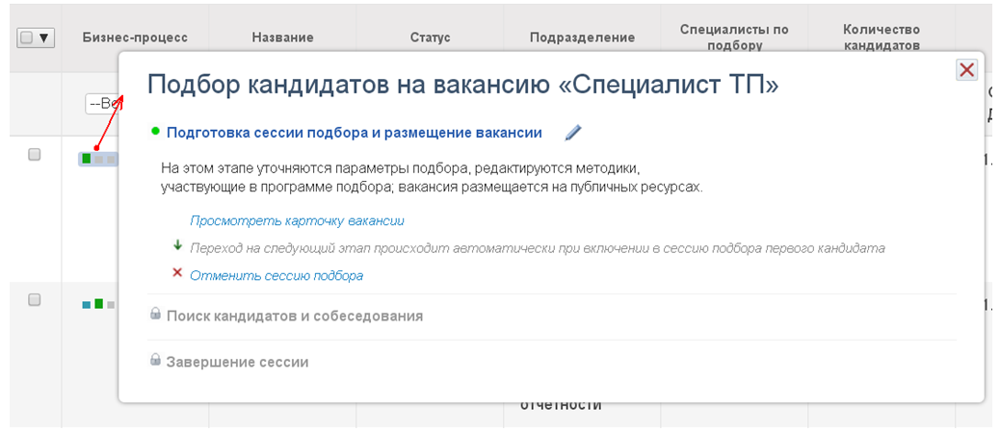 Бизнес-процесс
Название
Статус
Подразделение
Специалисты по
подбору
Количество
кандидатов
Подбор кандидатов на вакансию «Специалист ТП»
Подготовка сессии подбора и размещение вакансии
На этом этапе уточняются параметры подбора, редактируются методики,
участвующие в программе подбора; вакансия размещается на публичных ресурсах.
Просмотреть карточку вакансии
Переход на следующий этап происходит автоматически при включении в сессию подбора первого кандидата
Отменить сессию подбора
Поиск кандидатов и собеседования
Завершение сессии
отчетности